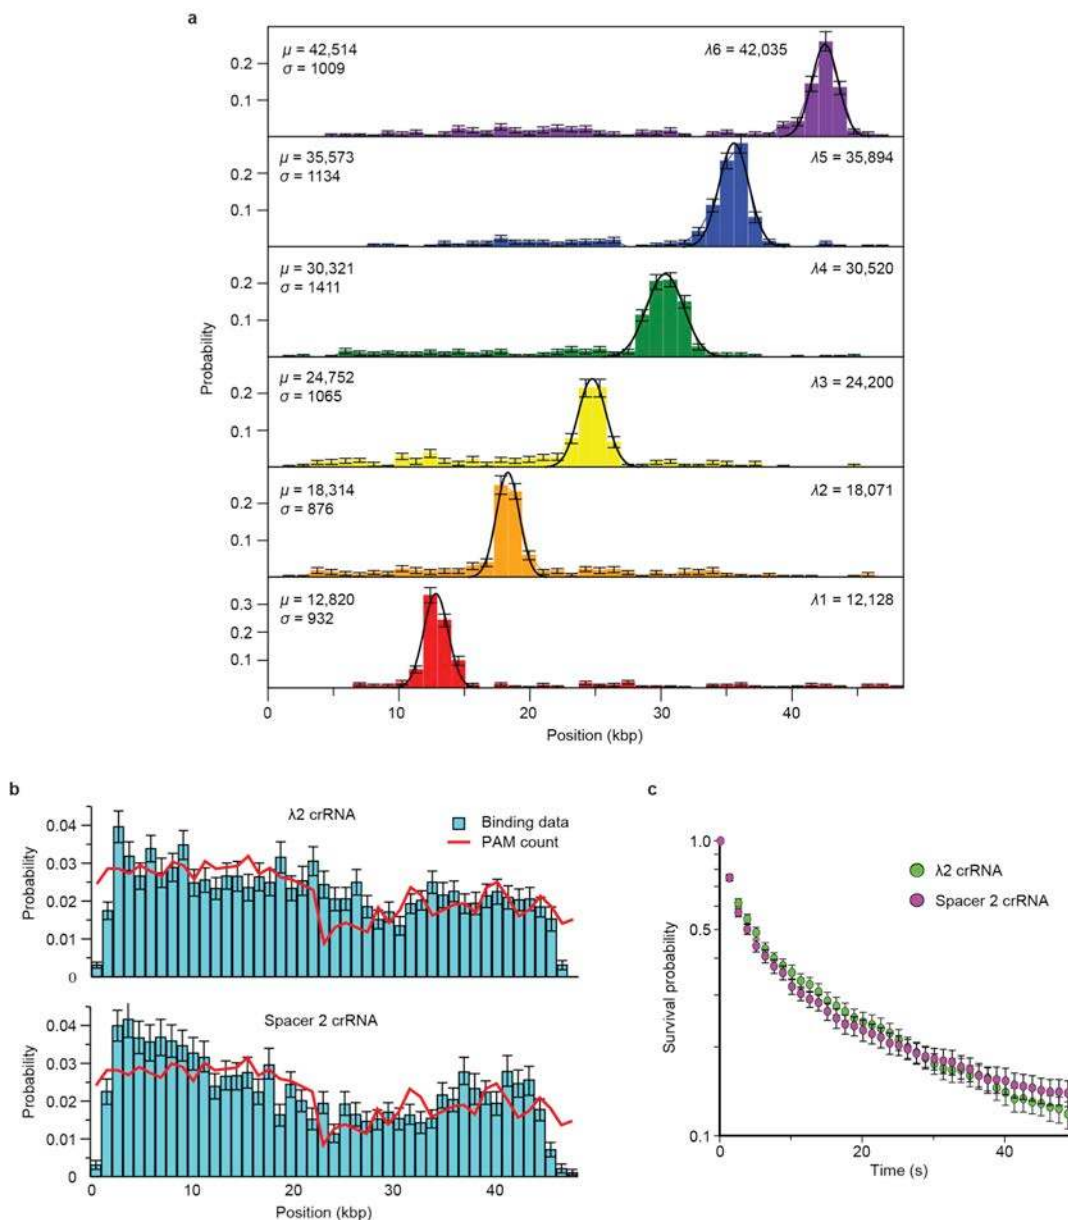 a
μ = 42,514
σ = 1009
λ6 = 42,035
0.2
0.1
μ = 35,573
σ = 1134
λ5 = 35,894
0.2
0.1
μ = 30,321
σ = 1411
λ4 = 30,520
0.2
0.1
Probability
μ = 24,752
σ = 1065
λ3 = 24,200
0.2
0.1
μ = 18,314
σ = 876
λ2 = 18,071
0.2
0.1
μ = 12,820
σ = 932
λ1 = 12,128
0.3
0.2
0.1
0 10 20 30 40
Position (kbp)
b
λ2 crRNA
Binding data
PAM count
Probability
0.04
0.03
0.02
0.01
0
Spacer 2 crRNA
Probability
0.04
0.03
0.02
0.01
0
0 10 20 30 40
Position (kbp)
c
λ2 crRNA
Spacer 2 crRNA
Survival probability
1.0
0.5
0.1
0 20 40
Time (s)